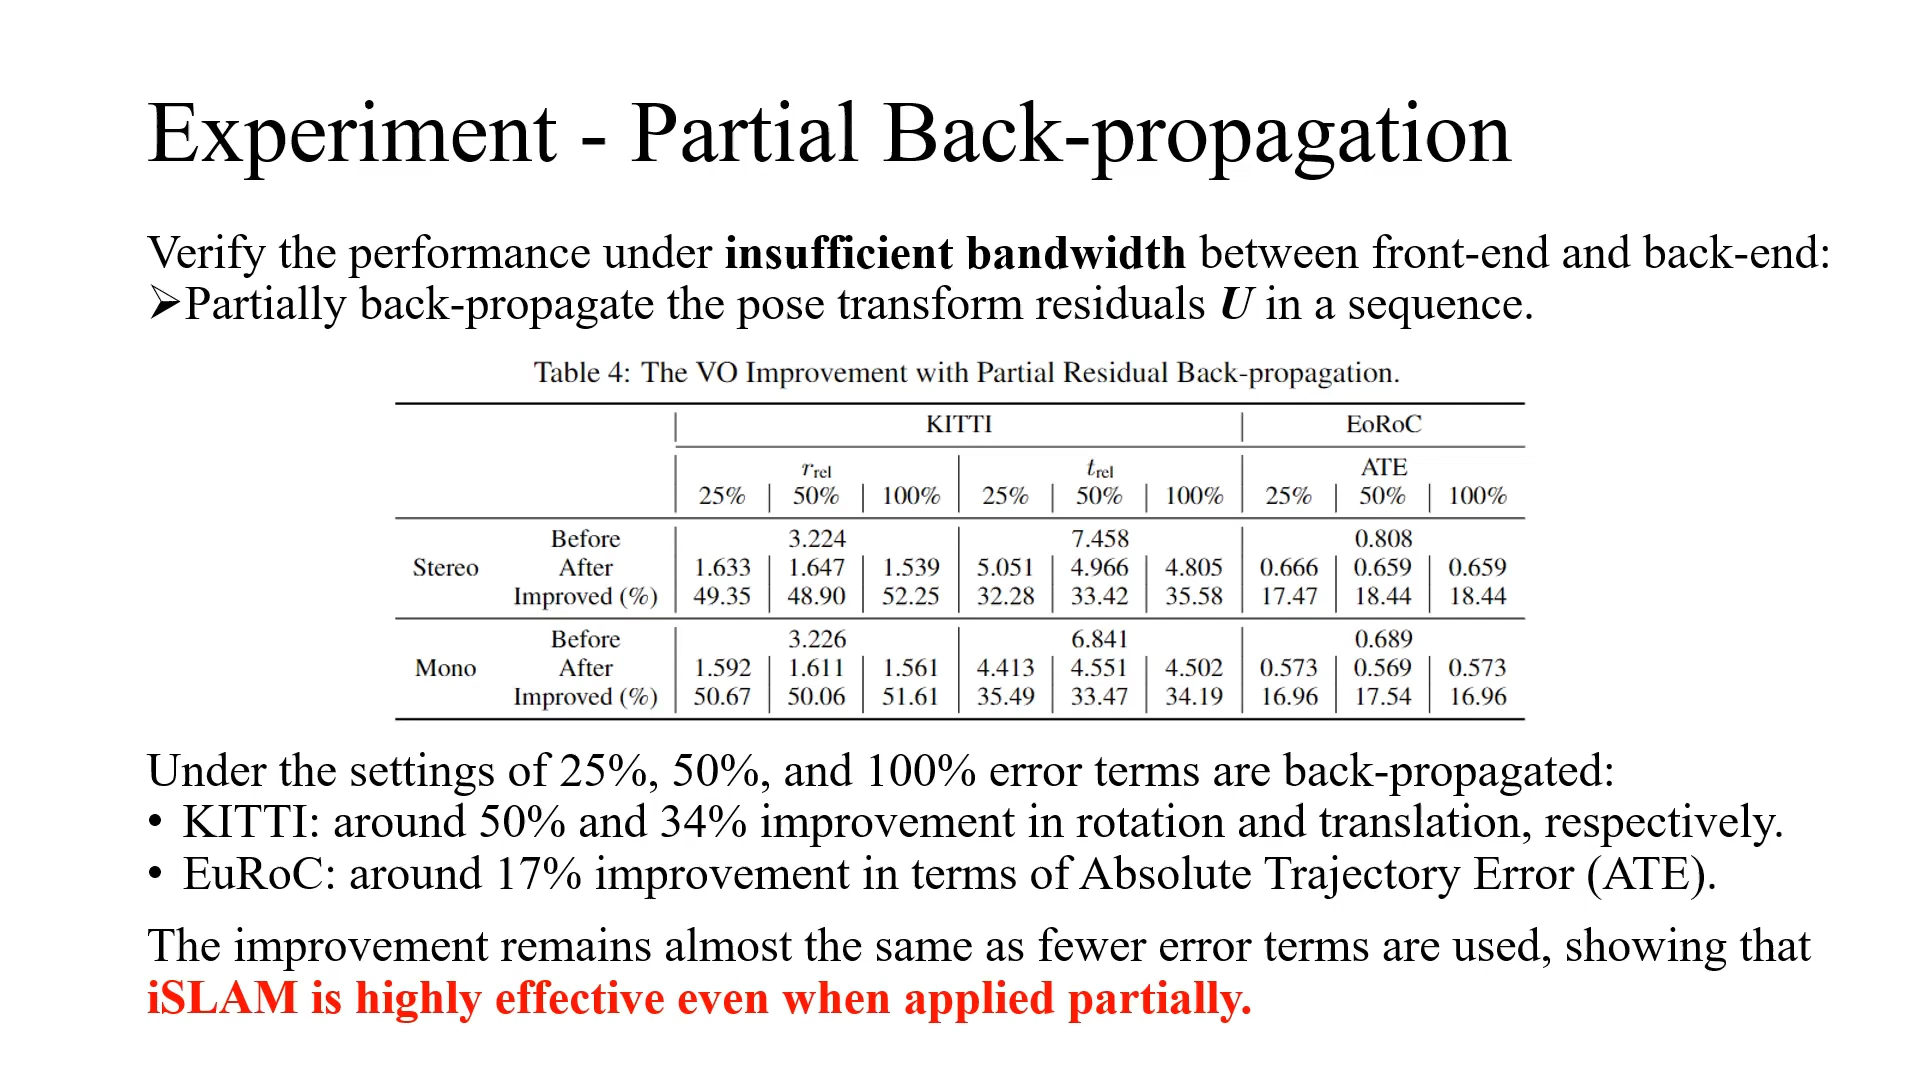 Experiment - Partial Back-propagation
Verify the performance under insufficient bandwidth between front-end and back-end:
➢Partially back-propagate the pose transform residuals U in a sequence.
Table 4: The VO Improvement with Partial Residual Back-propagation.
KITTI EoRoC
r_rel t_rel ATE
25% 50% 100% 25% 50% 100% 25% 50% 100%
Before 3.224 7.458 0.808
Stereo After 1.633 1.647 1.539 5.051 4.966 4.805 0.666 0.659 0.659
Improved (%) 49.35 48.90 52.25 32.28 33.42 35.58 17.47 18.44 18.44
Before 3.226 6.841 0.689
Mono After 1.592 1.611 1.561 4.413 4.551 4.502 0.573 0.569 0.573
Improved (%) 50.67 50.06 51.61 35.49 33.47 34.19 16.96 17.54 16.96
Under the settings of 25%, 50%, and 100% error terms are back-propagated:
• KITTI: around 50% and 34% improvement in rotation and translation, respectively.
• EuRoC: around 17% improvement in terms of Absolute Trajectory Error (ATE).
The improvement remains almost the same as fewer error terms are used, showing that
iSLAM is highly effective even when applied partially.